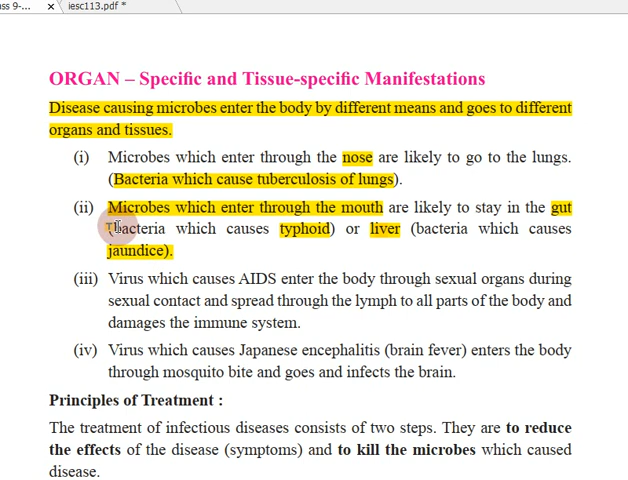 ss 9-... × iesc113.pdf *
ORGAN – Specific and Tissue-specific Manifestations
Disease causing microbes enter the body by different means and goes to different
organs and tissues.
(i) Microbes which enter through the nose are likely to go to the lungs.
(Bacteria which cause tuberculosis of lungs).
(ii) Microbes which enter through the mouth are likely to stay in the gut
(bacteria which causes typhoid) or liver (bacteria which causes
jaundice).
(iii) Virus which causes AIDS enter the body through sexual organs during
sexual contact and spread through the lymph to all parts of the body and
damages the immune system.
(iv) Virus which causes Japanese encephalitis (brain fever) enters the body
through mosquito bite and goes and infects the brain.
Principles of Treatment :
The treatment of infectious diseases consists of two steps. They are to reduce
the effects of the disease (symptoms) and to kill the microbes which caused
disease.